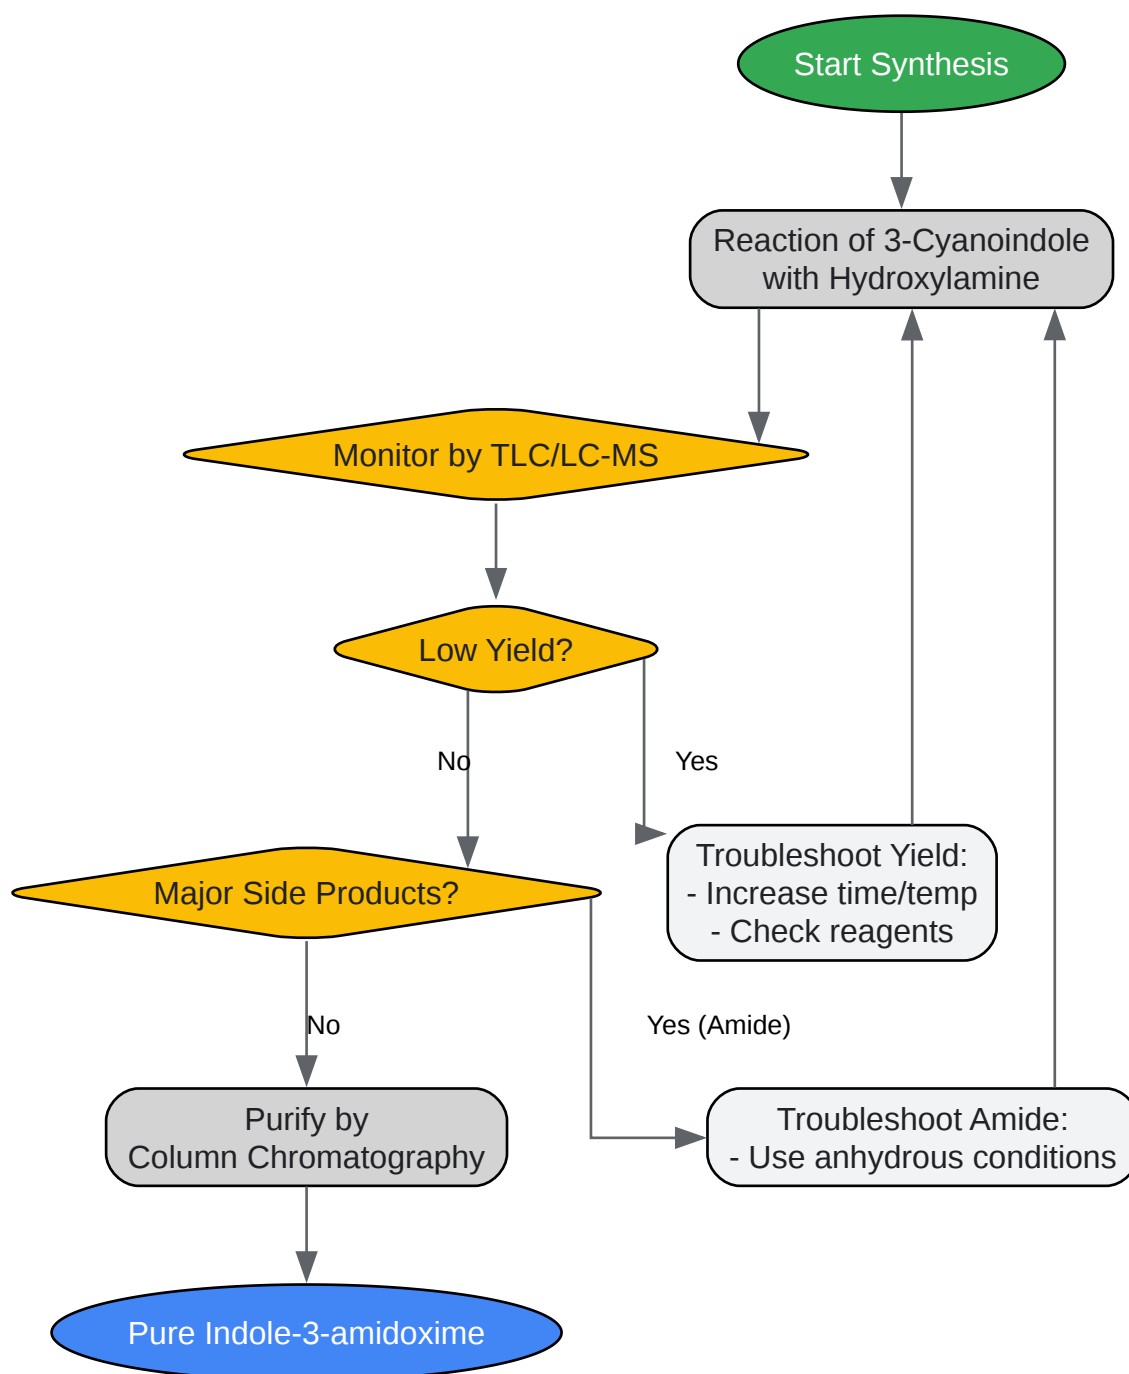 Start Synthesis
Reaction of 3-Cyanoindole
with Hydroxylamine
Monitor by TLC/LC-MS
Low Yield?
No
Yes
Troubleshoot Yield:
- Increase time/temp
- Check reagents
Major Side Products?
No
Yes (Amide)
Purify by
Column Chromatography
Troubleshoot Amide:
- Use anhydrous conditions
Pure Indole-3-amidoxime